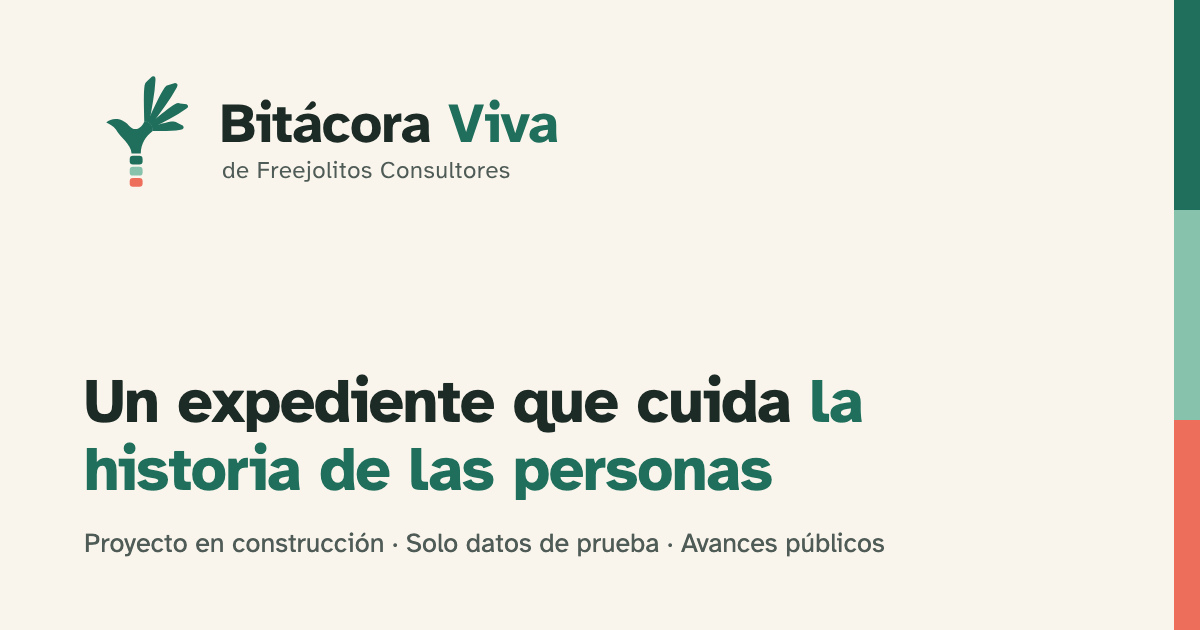 Bitácora Viva
de Freejolitos Consultores
Un expediente que cuida la
historia de las personas
Proyecto en construcción · Solo datos de prueba · Avances públicos